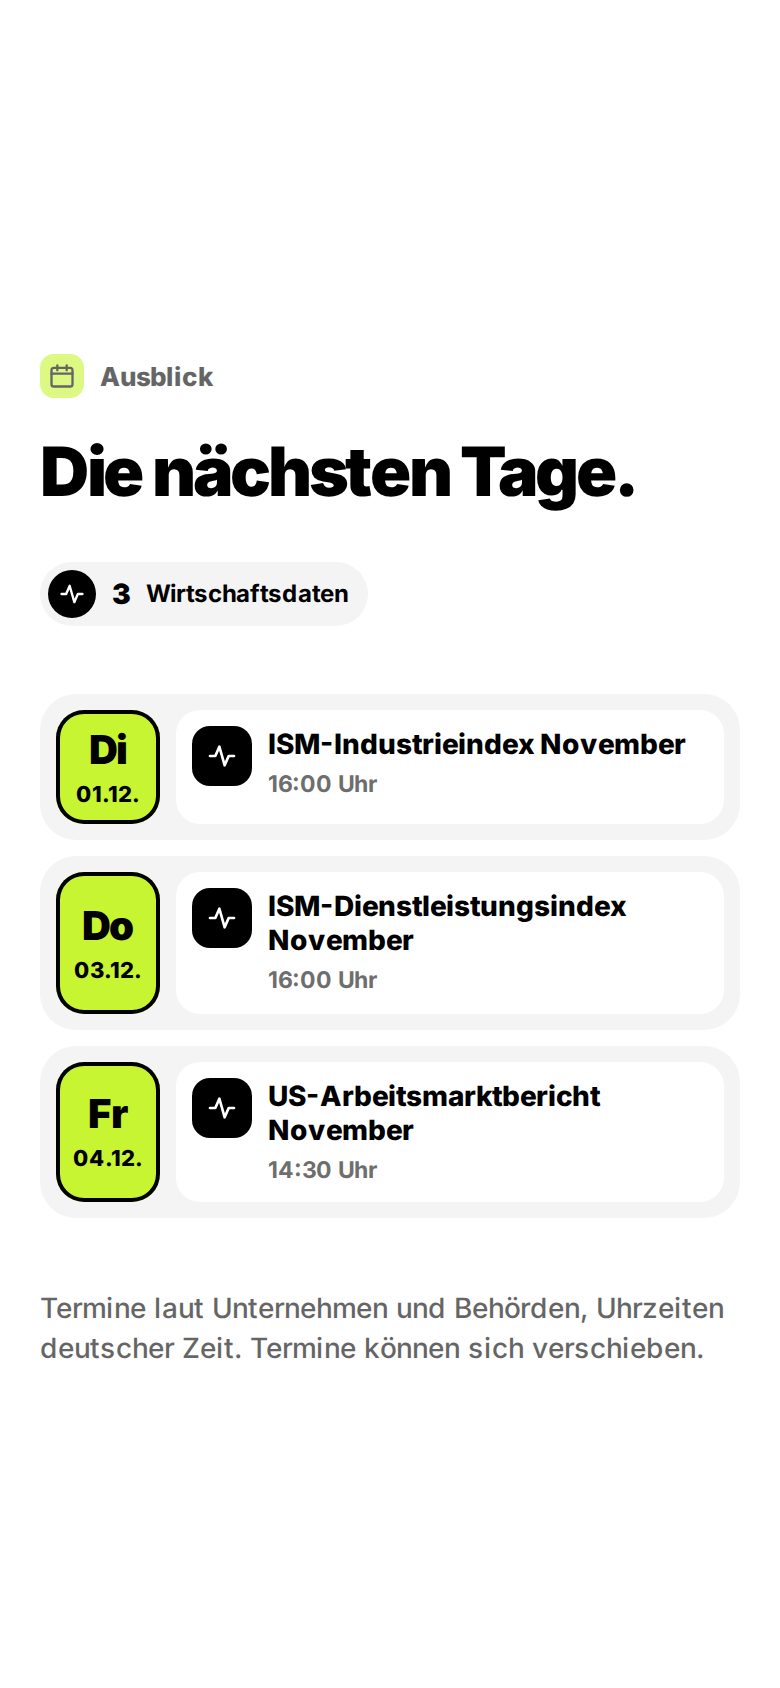 Ausblick
Die nächsten Tage.
3 Wirtschaftsdaten
Di
01.12.
ISM-Industrieindex November
16:00 Uhr
Do
03.12.
ISM-Dienstleistungsindex
November
16:00 Uhr
Fr
04.12.
US-Arbeitsmarktbericht
November
14:30 Uhr
Termine laut Unternehmen und Behörden, Uhrzeiten
deutscher Zeit. Termine können sich verschieben.